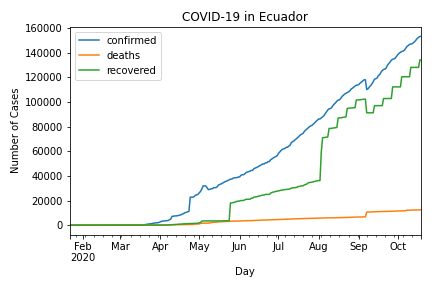 COVID-19 in Ecuador
160000
140000
120000
100000
80000
60000
40000
20000
0
Number of Cases
confirmed
deaths
recovered
Feb Mar Apr May Jun Jul Aug Sep Oct
2020
Day